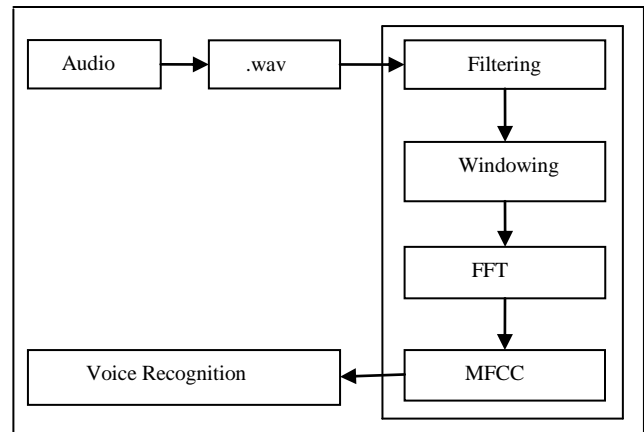 Audio
.wav
Filtering
Windowing
FFT
MFCC
Voice Recognition